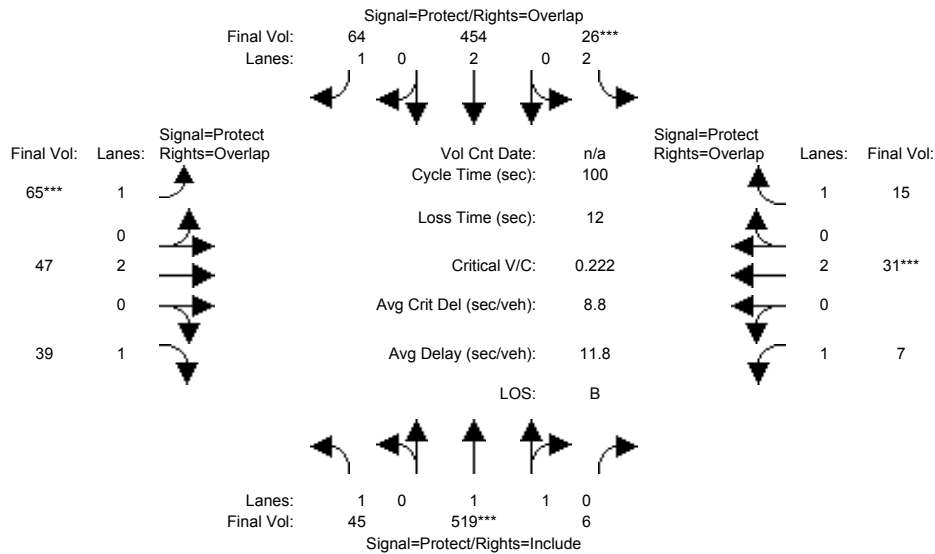 Signal=Protect/Rights=Overlap
Final Vol: 64 454 26***
Lanes: 1 0 2 0 2
Signal=Protect
Final Vol: Lanes: Rights=Overlap
65*** 1
0
47 2
0
39 1
Vol Cnt Date: n/a
Cycle Time (sec): 100
Loss Time (sec): 12
Critical V/C: 0.222
Avg Crit Del (sec/veh): 8.8
Avg Delay (sec/veh): 11.8
LOS: B
Signal=Protect
Rights=Overlap Lanes: Final Vol:
1 15
0
2 31***
0
1 7
Lanes: 1 0 1 1 0
Final Vol: 45 519*** 6
Signal=Protect/Rights=Include